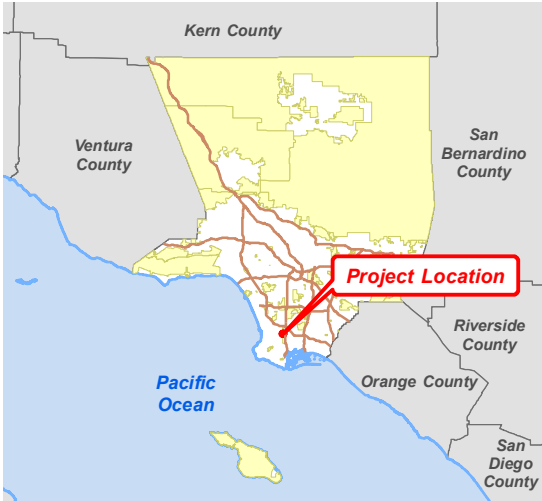 Kern County
Ventura
County
San
Bernardino
County
Project Location
Riverside
County
Orange County
Pacific
Ocean
San
Diego
County